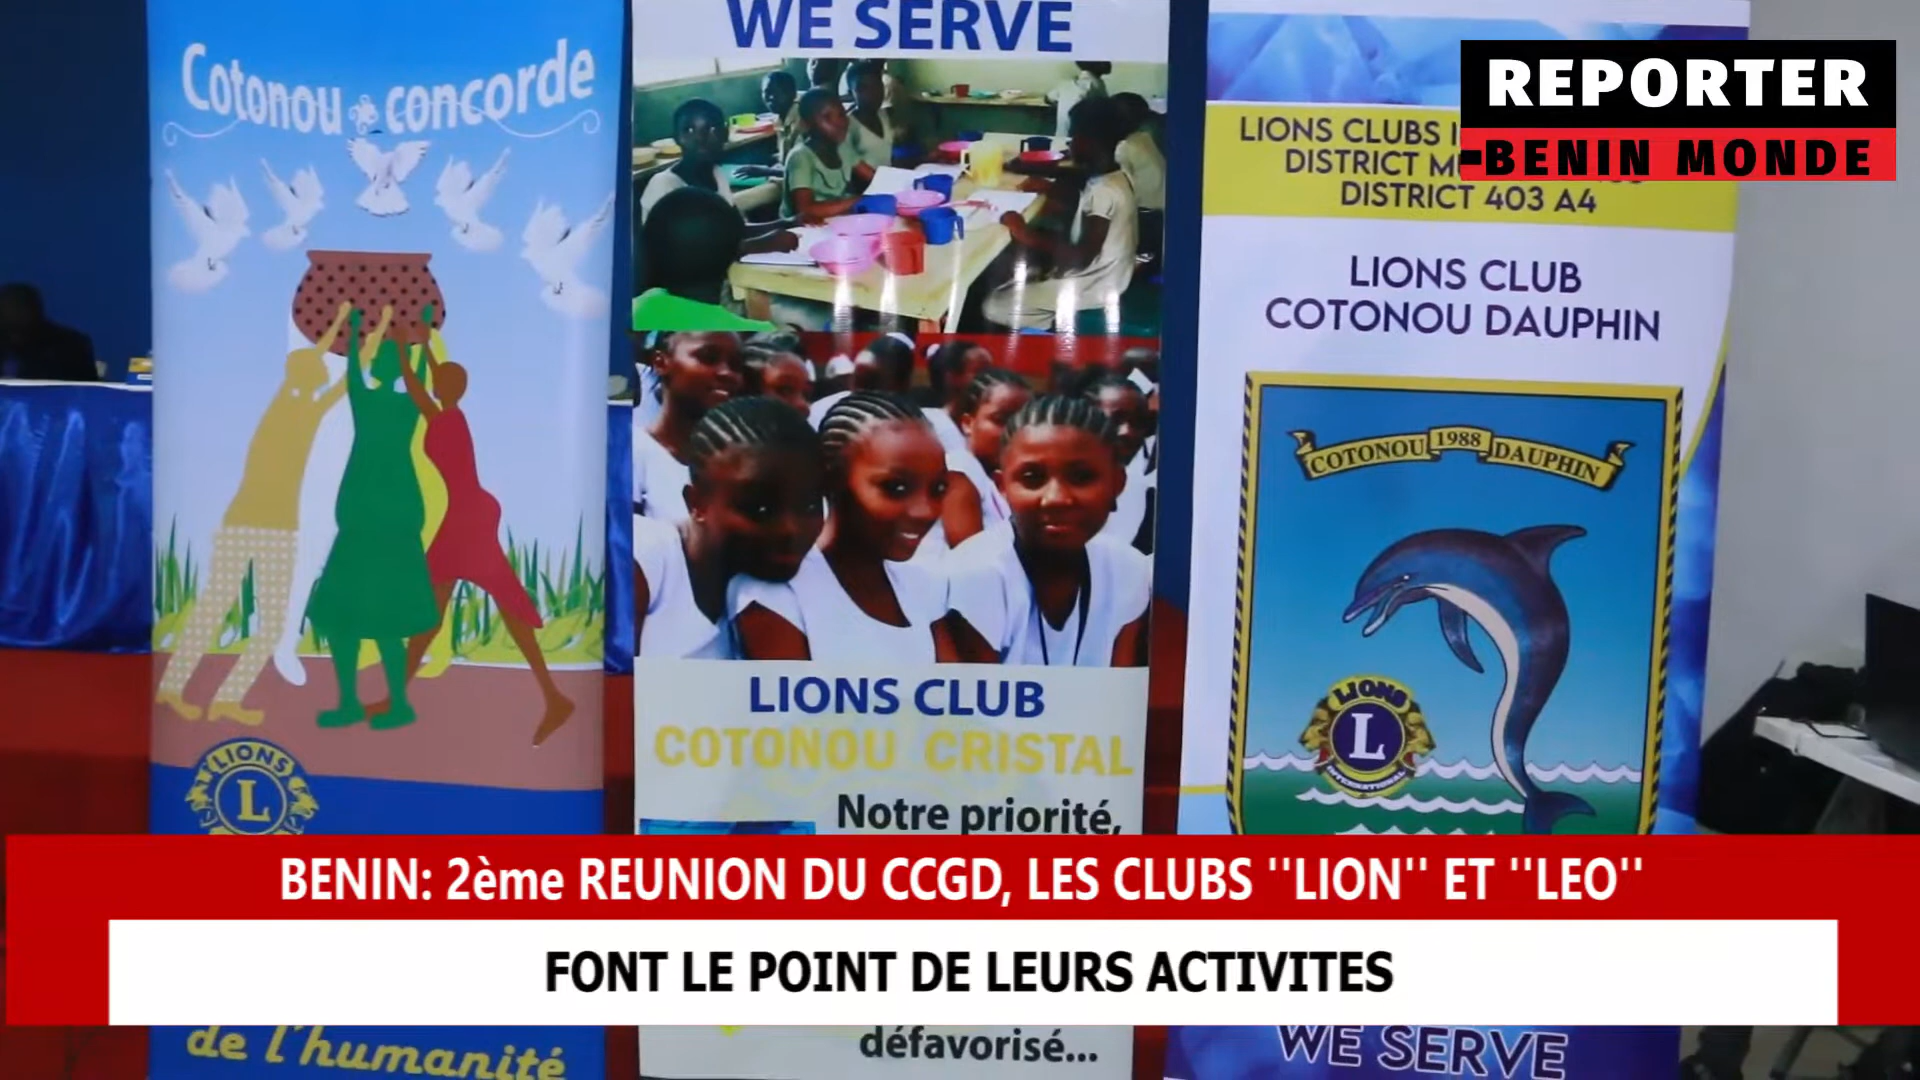 Cotonou concorde
LIONS
L
de l'humanité
WE SERVE
LIONS CLUB
COTONOU CRISTAL
Notre priorité,
défavorisé...
REPORTER
BENIN MONDE
LIONS CLUBS
DISTRICT
DISTRICT 403 A4
LIONS CLUB
COTONOU DAUPHIN
COTONOU 1988 DAUPHIN
LIONS
L
INTERNATIONAL
WE SERVE
BENIN: 2ème REUNION DU CCGD, LES CLUBS ''LION'' ET ''LEO''
FONT LE POINT DE LEURS ACTIVITES